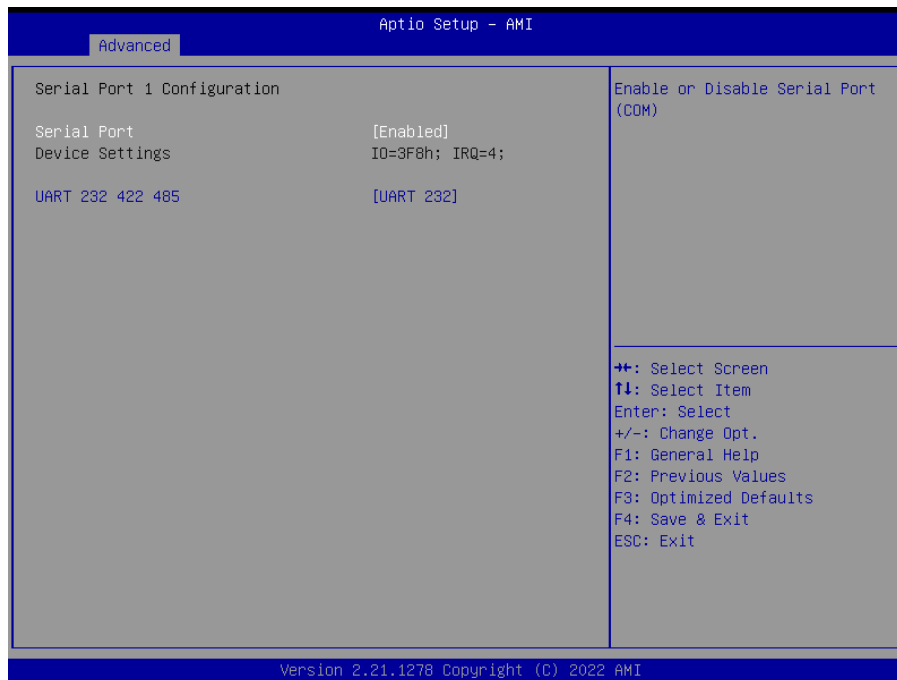 Aptio Setup – AMI
Advanced
Serial Port 1 Configuration
Serial Port [Enabled]
Device Settings IO=3F8h; IRQ=4;
UART 232 422 485 [UART 232]
Enable or Disable Serial Port
(COM)
→←: Select Screen
↑↓: Select Item
Enter: Select
+/-: Change Opt.
F1: General Help
F2: Previous Values
F3: Optimized Defaults
F4: Save & Exit
ESC: Exit
Version 2.21.1278 Copyright (C) 2022 AMI